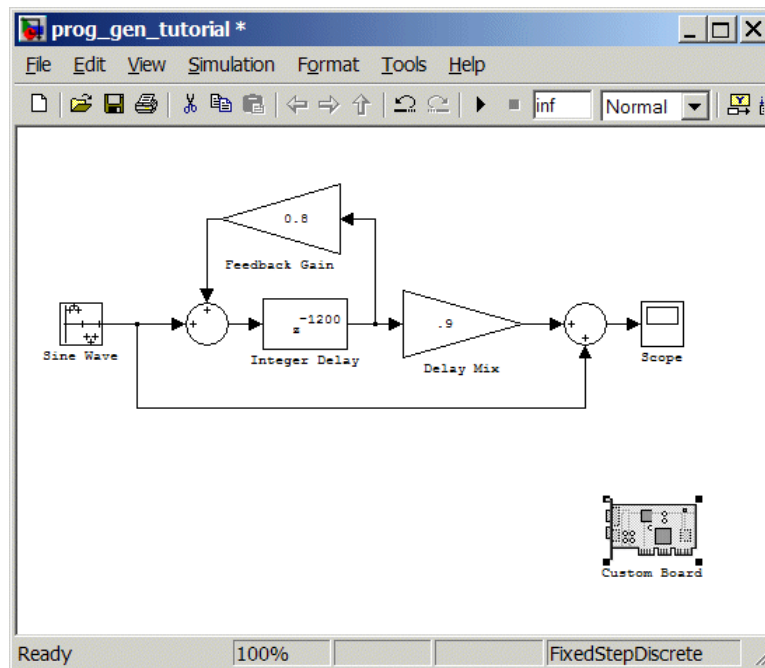 prog_gen_tutorial *
File Edit View Simulation Format Tools Help
inf Normal
0.8
Feedback Gain
z-1200
.9
Sine Wave
Integer Delay
Delay Mix
Scope
Custom Board
Ready 100% FixedStepDiscrete